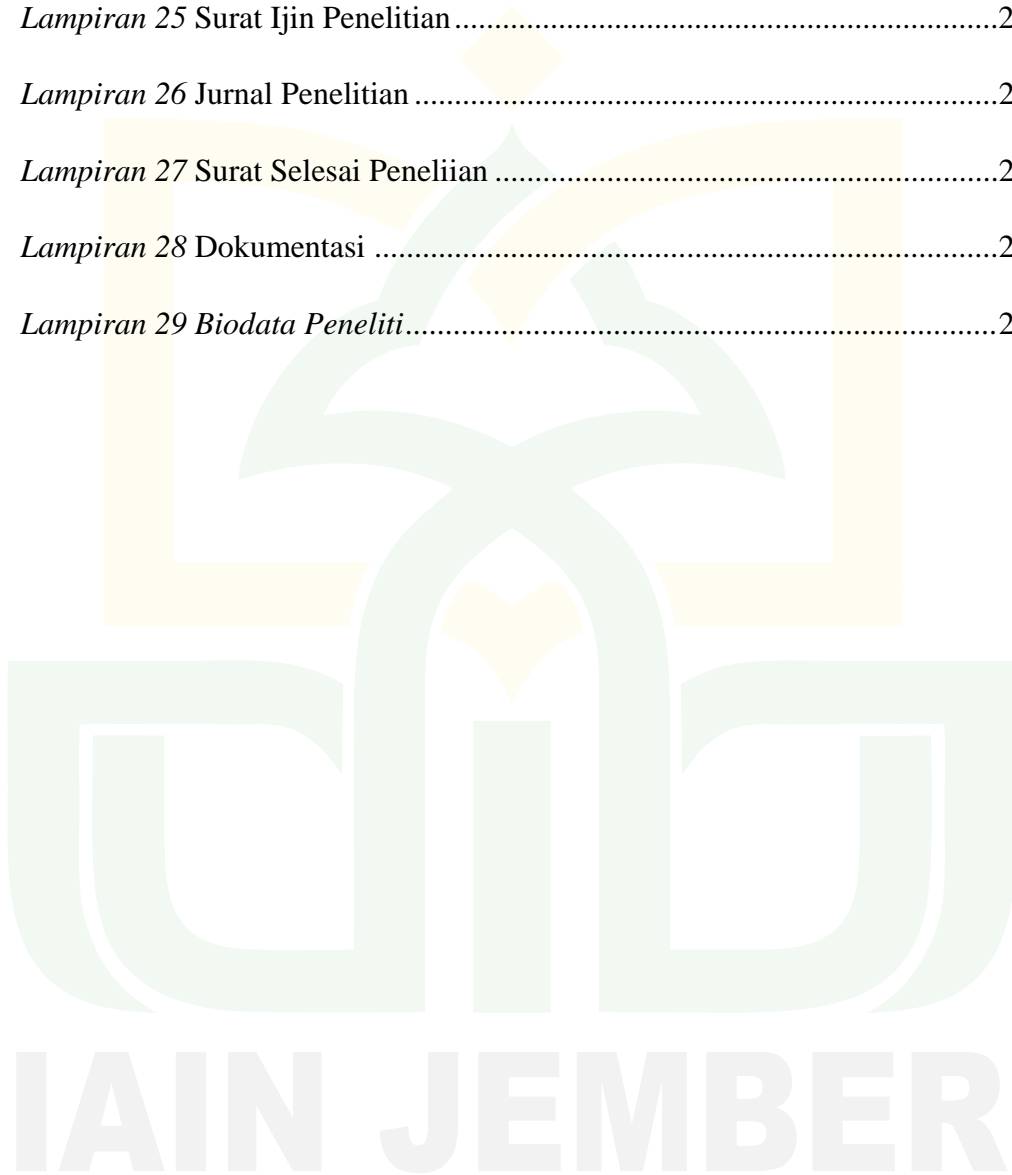 Lampiran 25 Surat Ijin Penelitian......................................................................2
Lampiran 26 Jurnal Penelitian...........................................................................2
Lampiran 27 Surat Selesai Peneliian.................................................................2
Lampiran 28 Dokumentasi ................................................................................2
Lampiran 29 Biodata Peneliti............................................................................2
IAIN JEMBER